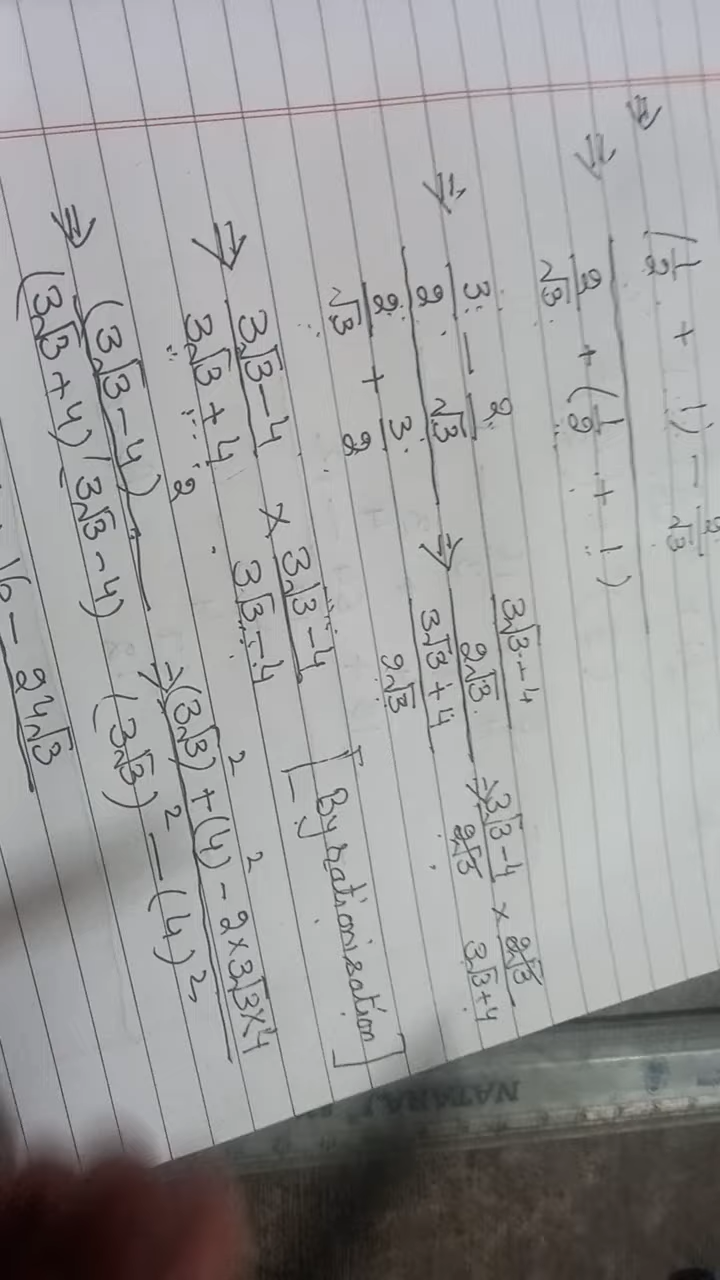 ⇒ (1/2 + 1) - 2/√3
⇒ 2/√3 + (1/2 + 1)
⇒ 3/2 - 2/√3 ⇒ 3√3-4/2√3 ⇒ 3√3-4/2√3 × 2√3/3√3+4
2/√3 + 3/2 3√3+4/2√3
⇒ 3√3-4/3√3+4 × 3√3-4/3√3-4 [By rationisation]
⇒ (3√3-4)²/(3√3+4)(3√3-4) ⇒ (3√3)²+(4)²-2×3√3×4/(3√3)²-(4)²
16-24√3
NATARAJ